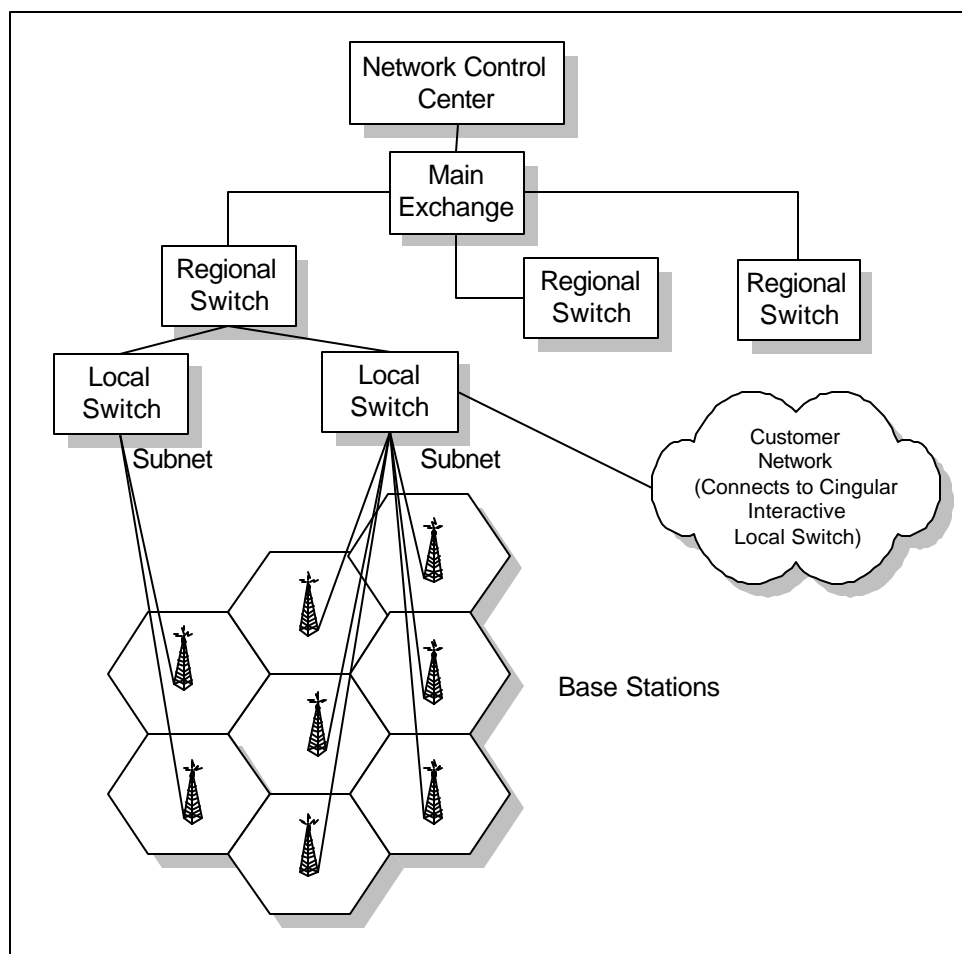 Network Control
Center
Main
Exchange
Regional
Switch
Regional
Switch
Regional
Switch
Local
Switch
Local
Switch
Subnet
Subnet
Customer
Network
(Connects to Cingular
Interactive
Local Switch)
Base Stations